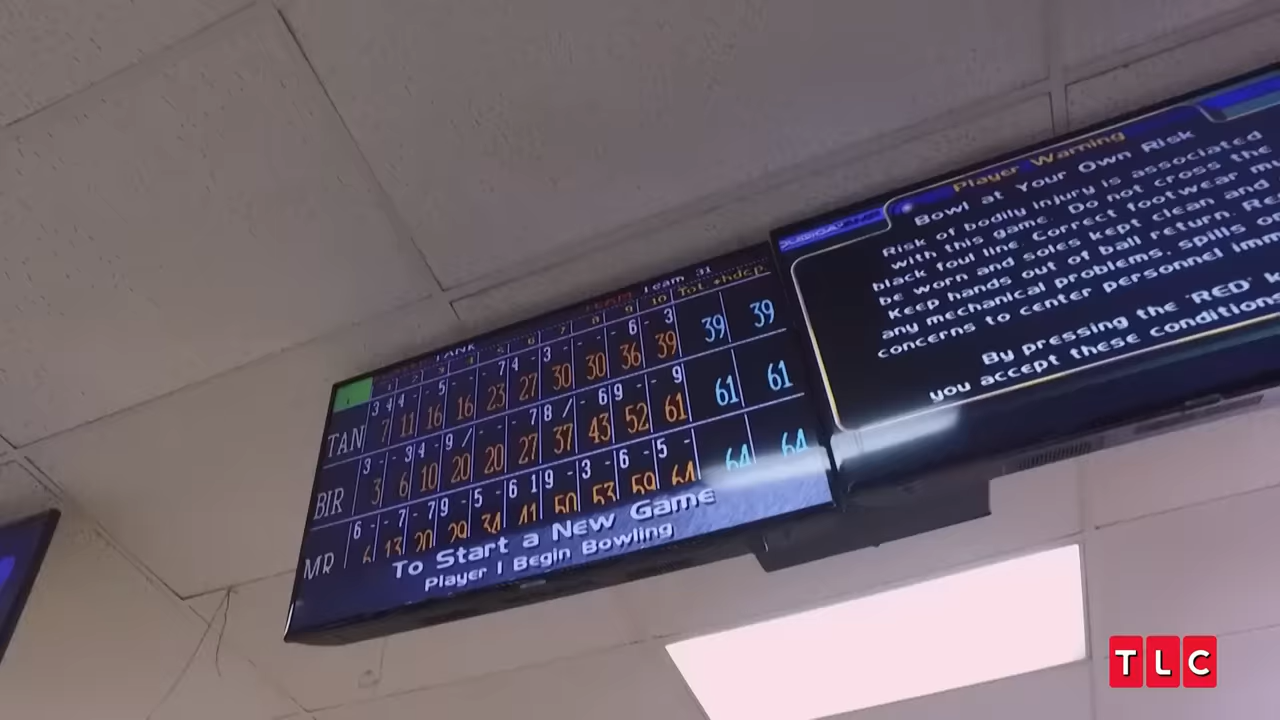 Team 31
TANK
1 2 3 4 5 6 7 8 9 10 Tot. +hdcp.
3 4 4 - 5 - - - 7 4 - 3 - - - 6 - 3
TAN 7 11 16 16 23 27 30 30 36 39 39 39
3 - - 3 4 - 9 / - - - 7 8 / - 6 9 - - 9
BIR 3 6 10 20 20 27 37 43 52 61 61 61
6 - - 7 - 7 9 - 5 - 6 1 9 - 3 - 6 - 5 -
MR 6 13 20 29 34 41 50 53 59 64 64 64
To Start a New Game
Player 1 Begin Bowling
Player Warning
Bowl at Your Own Risk
Risk of bodily injury is associated
with this game. Do not cross the
black foul line. Correct footwear
be worn and soles kept clean and
Keep hands out of ball return.
any mechanical problems, spills
concerns to center personnel
By pressing the "RED"
you accept these conditions
TLC